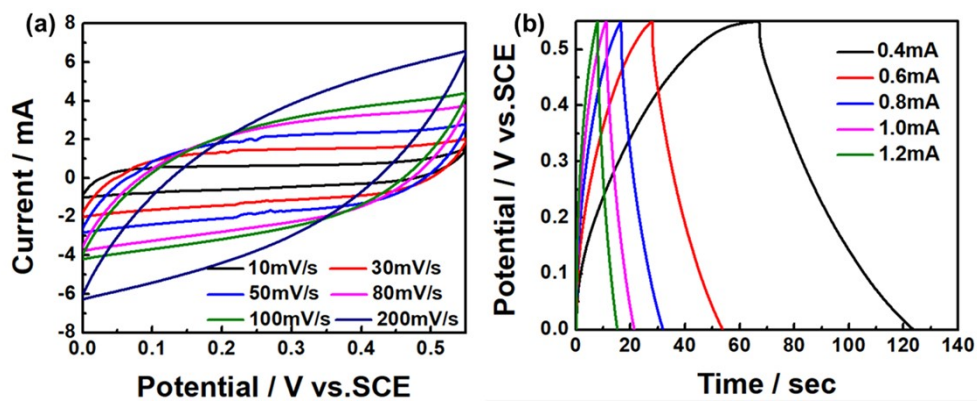 (a)
Current / mA
8
6
4
2
0
-2
-4
-6
-8
10mV/s 30mV/s
50mV/s 80mV/s
100mV/s 200mV/s
0.0 0.1 0.2 0.3 0.4 0.5
Potential / V vs.SCE
(b)
Potential / V vs.SCE
0.5
0.4
0.3
0.2
0.1
0.0
0.4mA
0.6mA
0.8mA
1.0mA
1.2mA
0 20 40 60 80 100 120 140
Time / sec